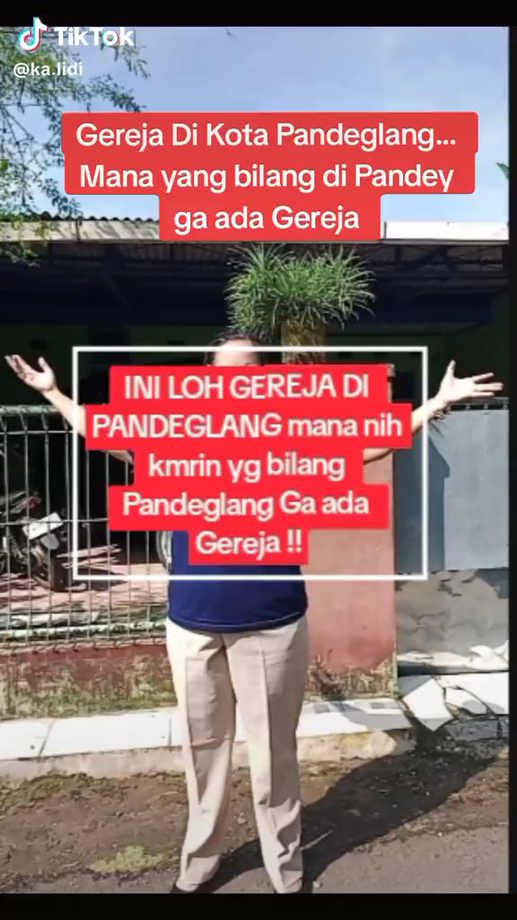 TikTok
@ka.lidi
Gereja Di Kota Pandeglang...
Mana yang bilang di Pandey
ga ada Gereja
INI LOH GEREJA DI
PANDEGLANG mana nih
kmrin yg bilang
Pandeglang Ga ada
Gereja !!